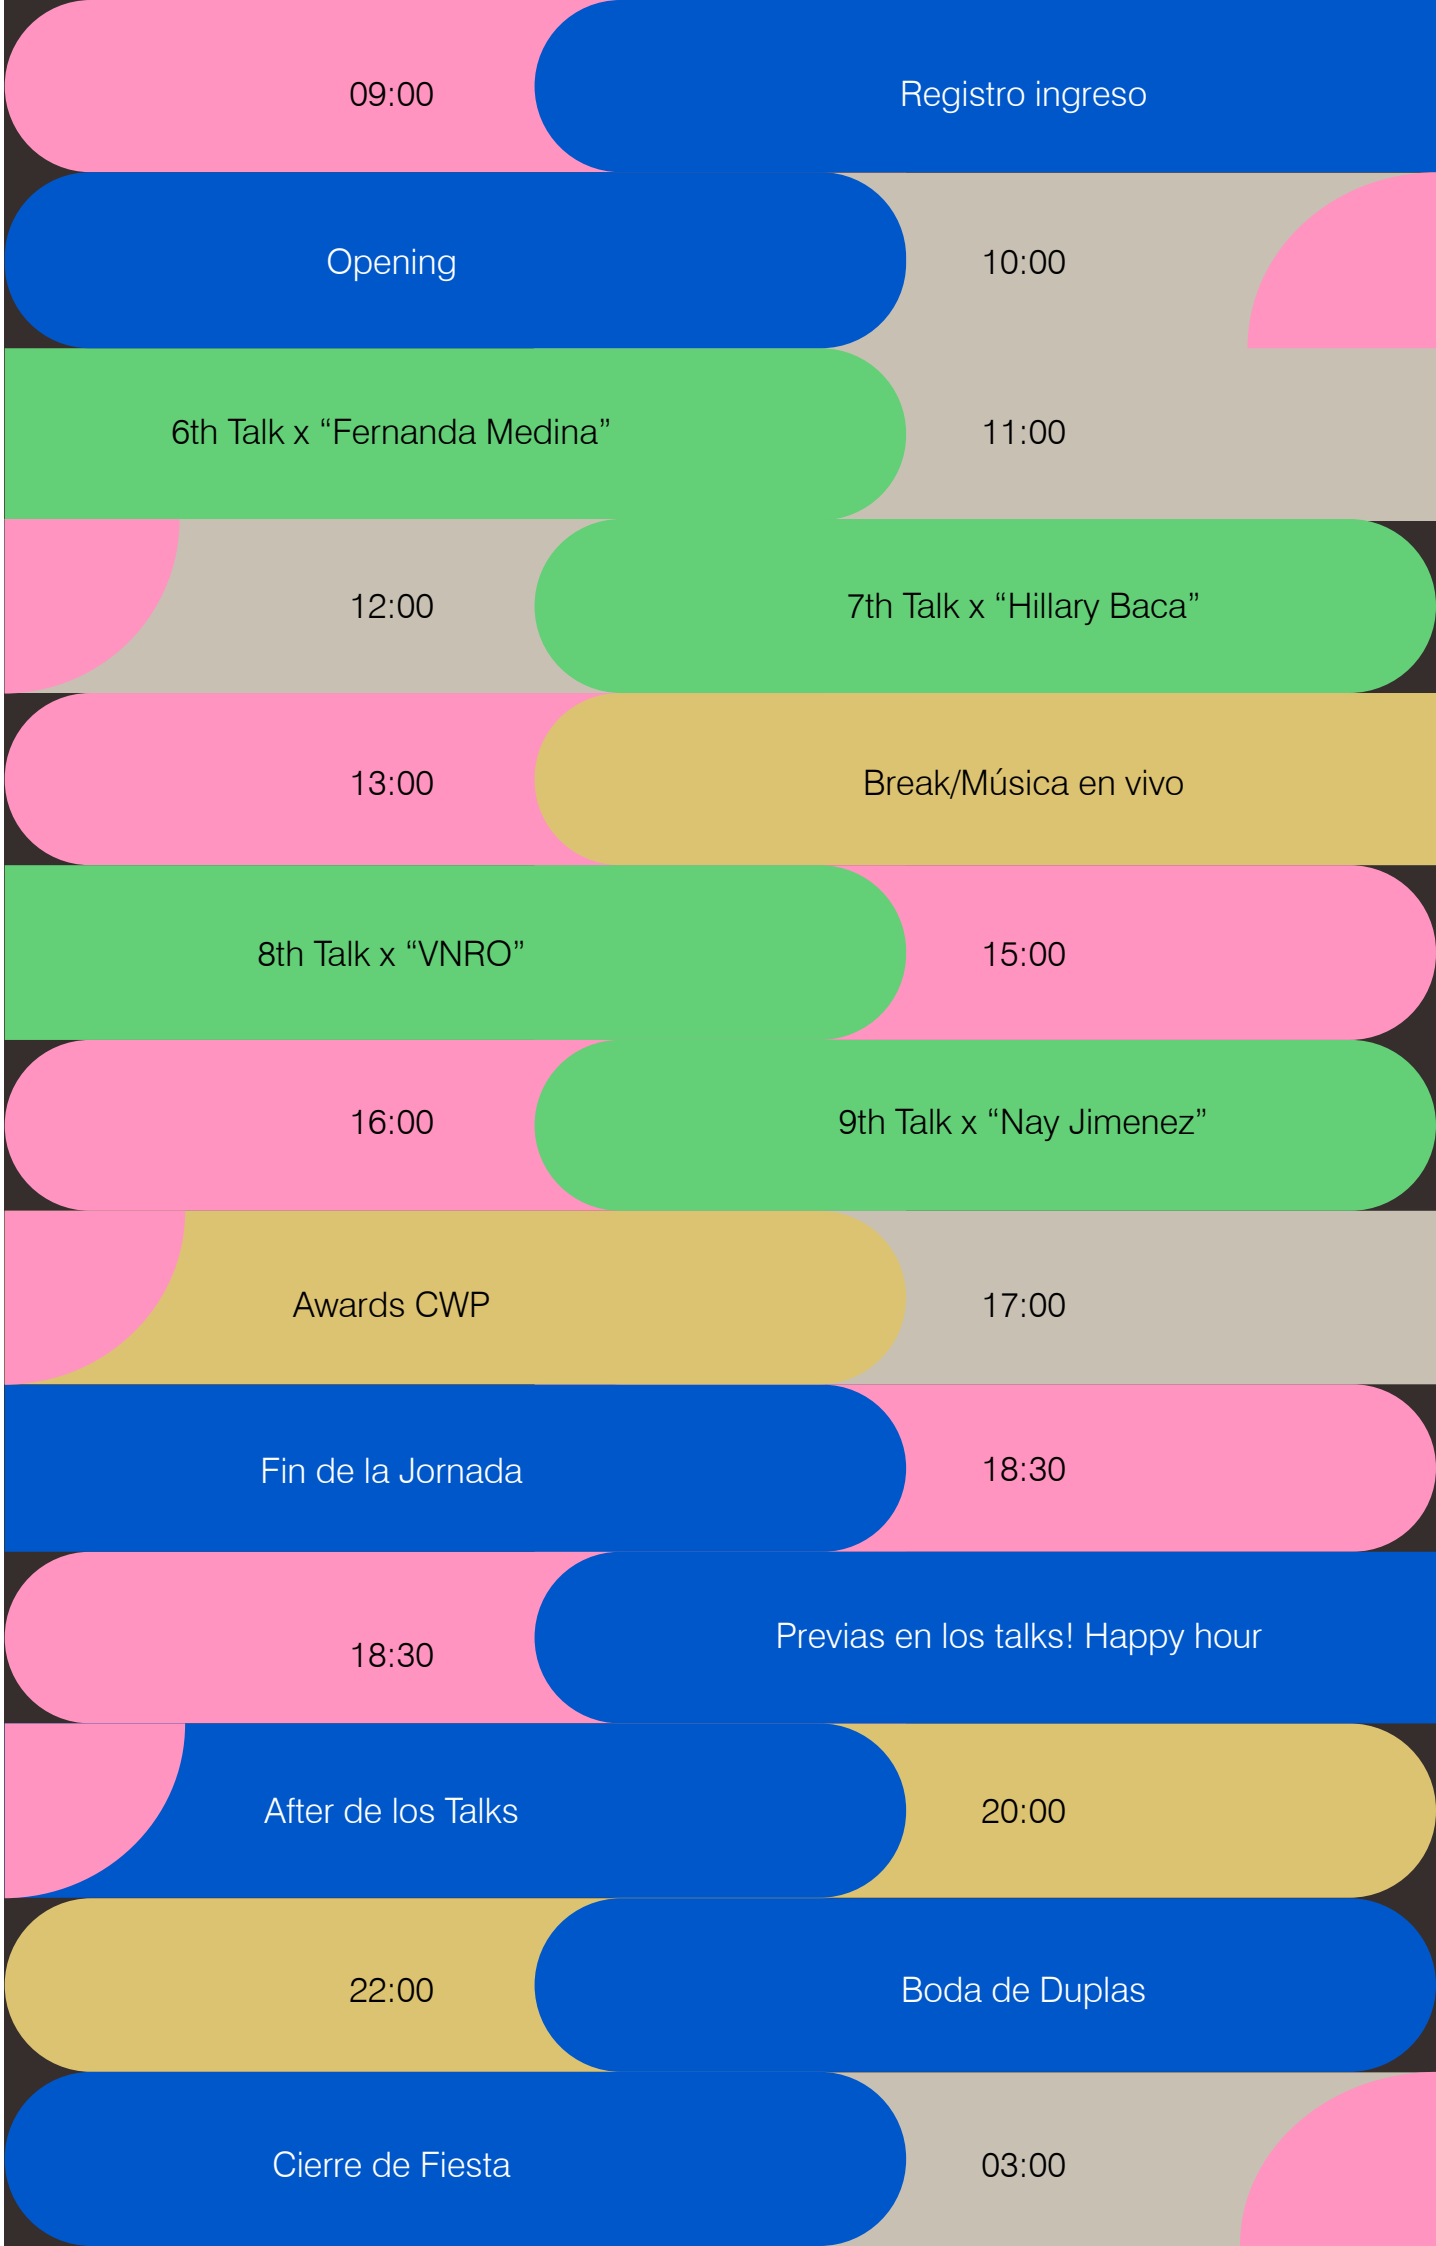 09:00
Registro ingreso
Opening
10:00
6th Talk x “Fernanda Medina”
11:00
12:00
7th Talk x “Hillary Baca”
13:00
Break/Música en vivo
8th Talk x “VNRO”
15:00
16:00
9th Talk x “Nay Jimenez”
Awards CWP
17:00
Fin de la Jornada
18:30
18:30
Previas en los talks! Happy hour
After de los Talks
20:00
22:00
Boda de Duplas
Cierre de Fiesta
03:00